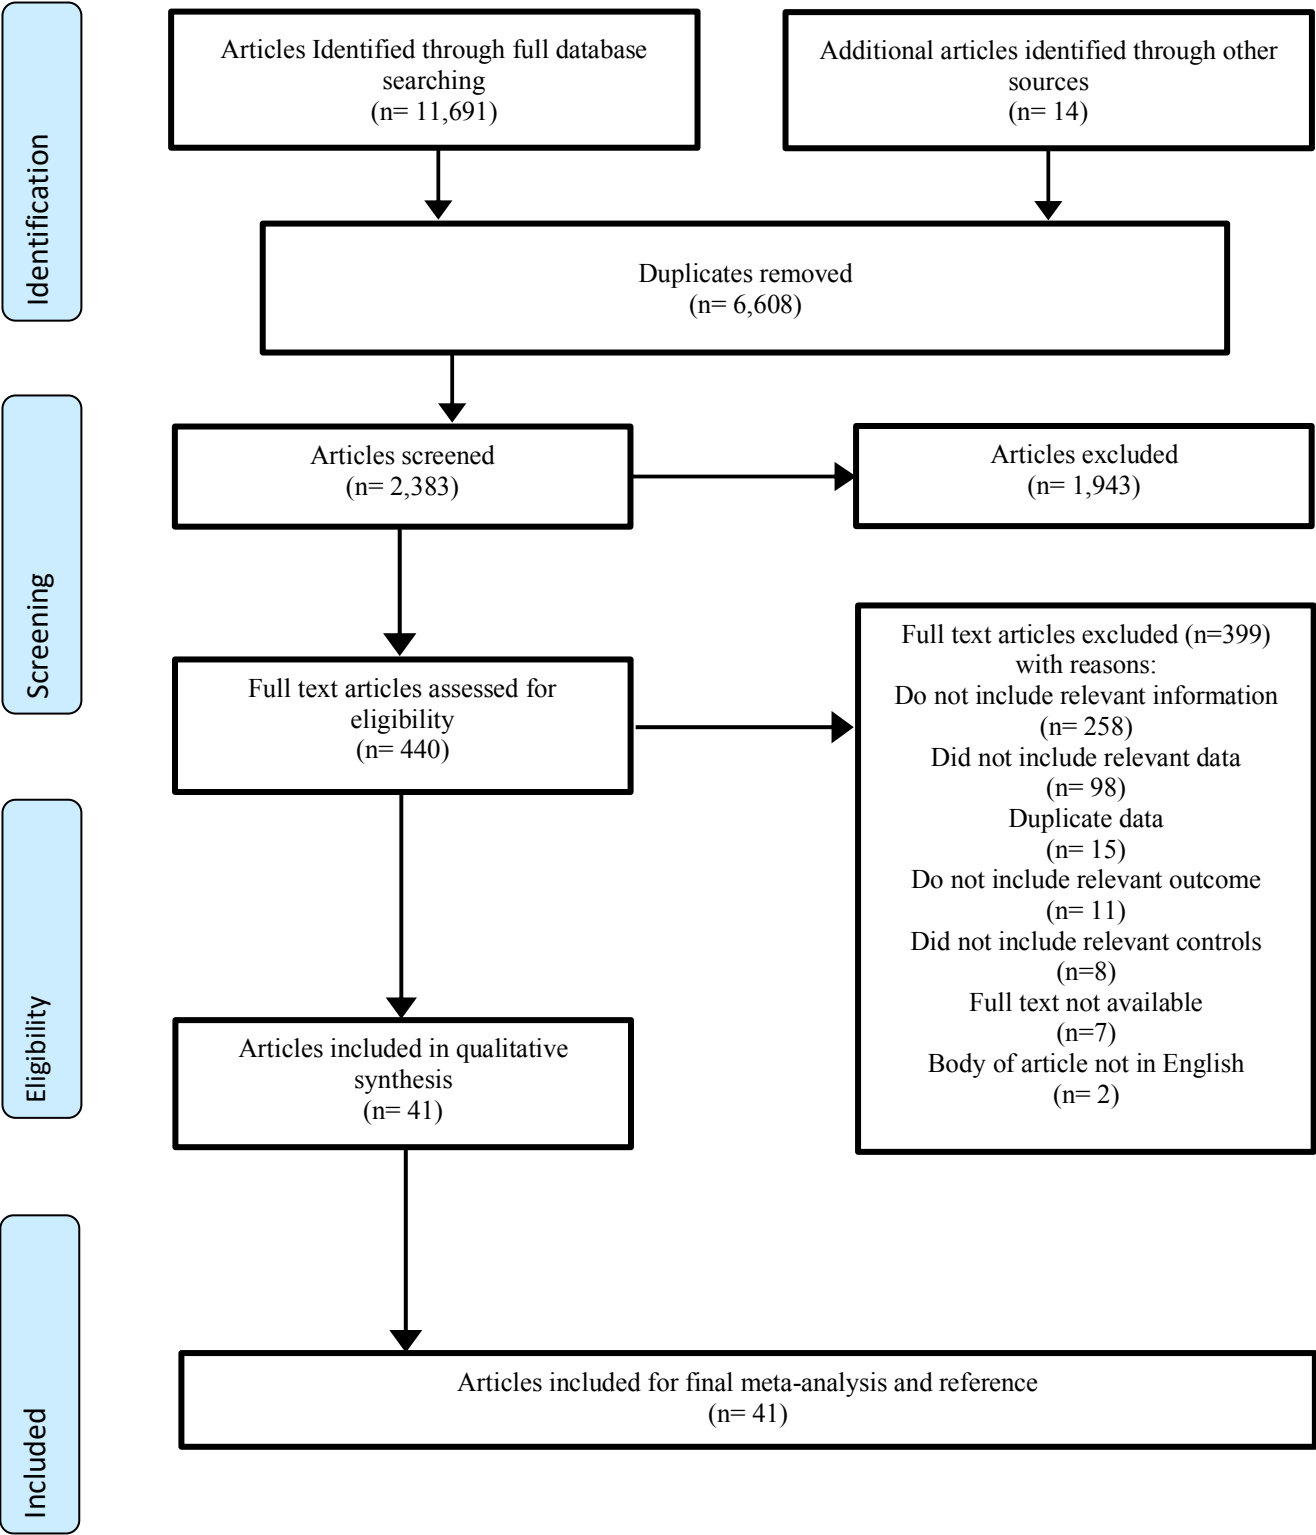 Identification
Articles Identified through full database
searching
(n= 11,691)
Additional articles identified through other
sources
(n= 14)
Duplicates removed
(n= 6,608)
Screening
Articles screened
(n= 2,383)
Articles excluded
(n= 1,943)
Full text articles assessed for
eligibility
(n= 440)
Full text articles excluded (n=399)
with reasons:
Do not include relevant information
(n= 258)
Did not include relevant data
(n= 98)
Duplicate data
(n= 15)
Do not include relevant outcome
(n= 11)
Did not include relevant controls
(n=8)
Full text not available
(n=7)
Body of article not in English
(n= 2)
Eligibility
Articles included in qualitative
synthesis
(n= 41)
Included
Articles included for final meta-analysis and reference
(n= 41)